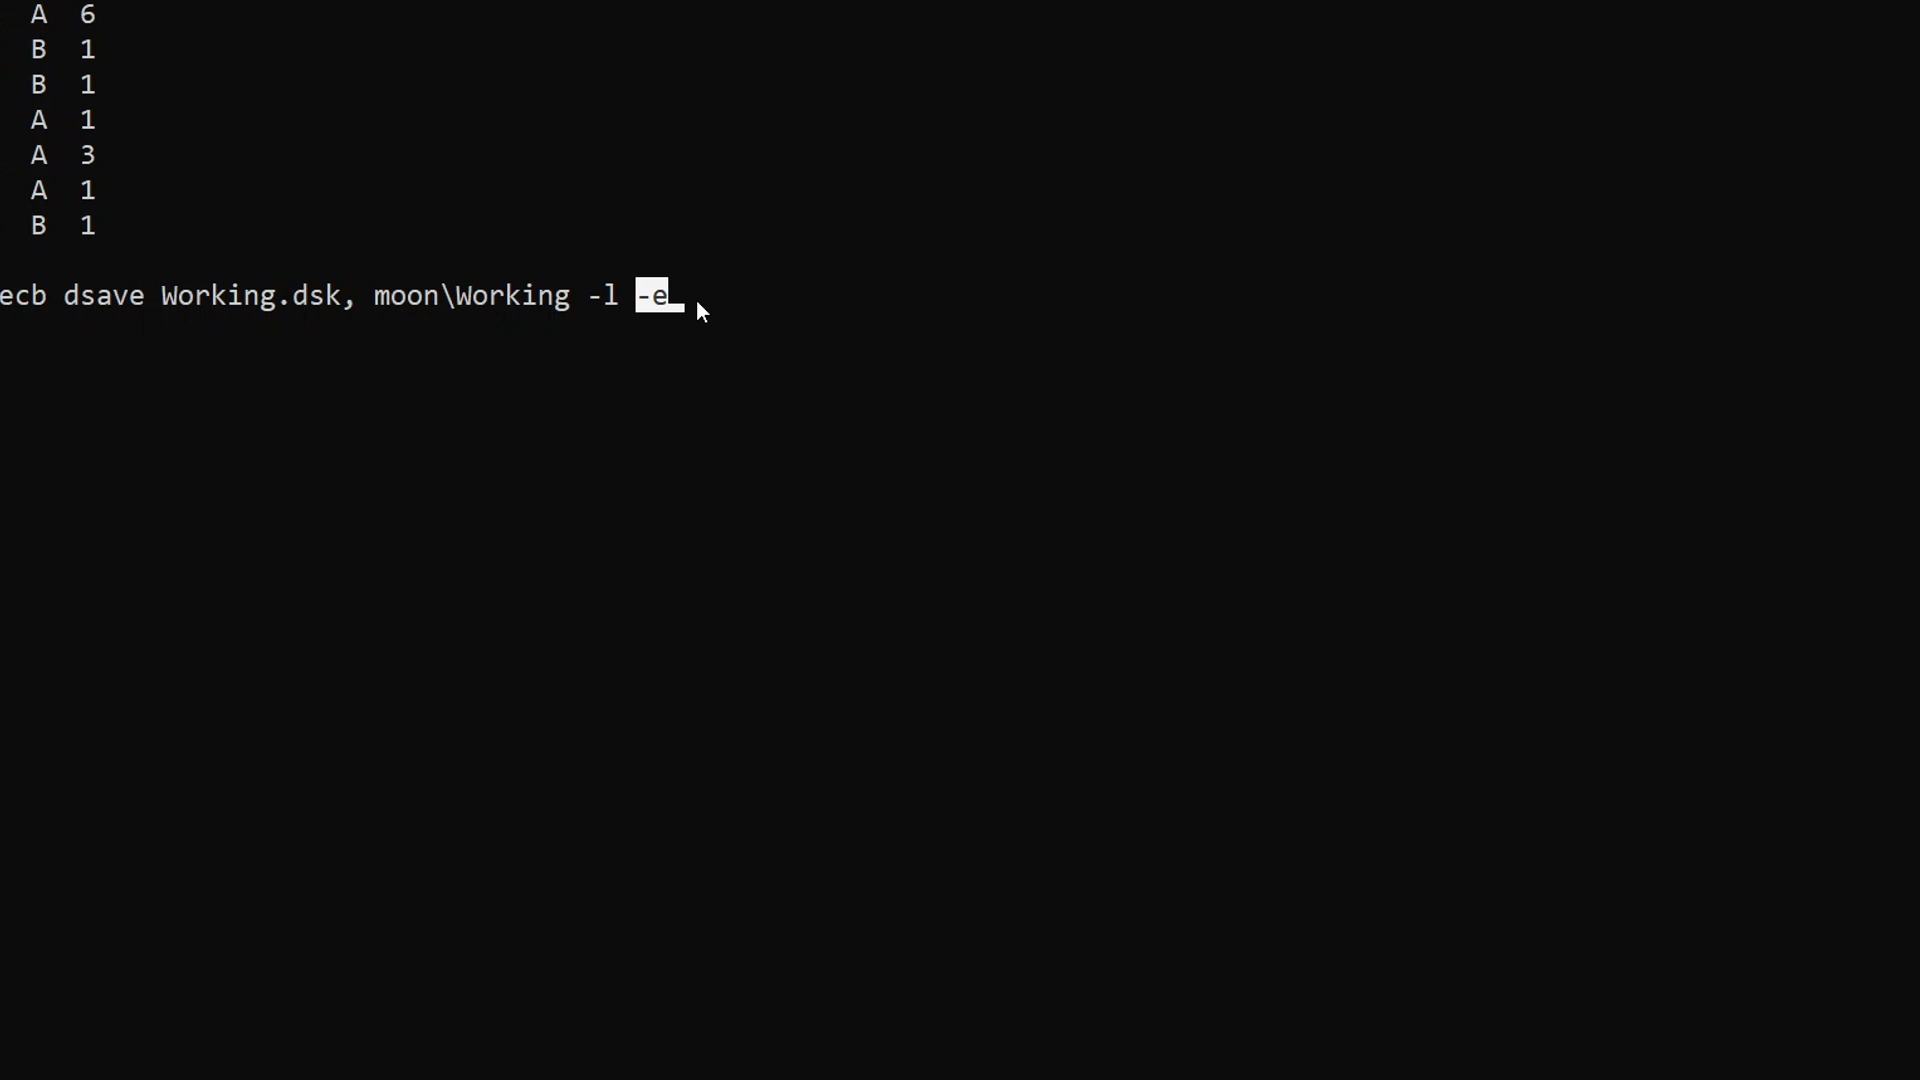 A 6
B 1
B 1
A 1
A 3
A 1
B 1
ecb dsave Working.dsk, moon\Working -l -e